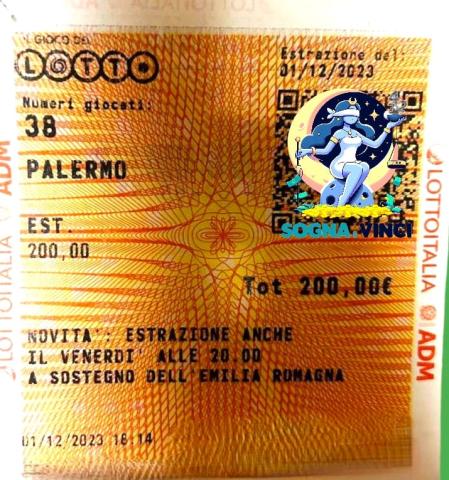 IL GIOCO DEL
LOTTO
Estrazione del:
01/12/2023
Numeri giocati:
38
PALERMO
SOGNA.VINCI
EST.
200,00
Tot 200,00€
NOVITA': ESTRAZIONE ANCHE
IL VENERDI' ALLE 20.00
A SOSTEGNO DELL'EMILIA ROMAGNA
01/12/2023 18:14
LOTTOITALIA ADM
LOTTOITALIA ADM